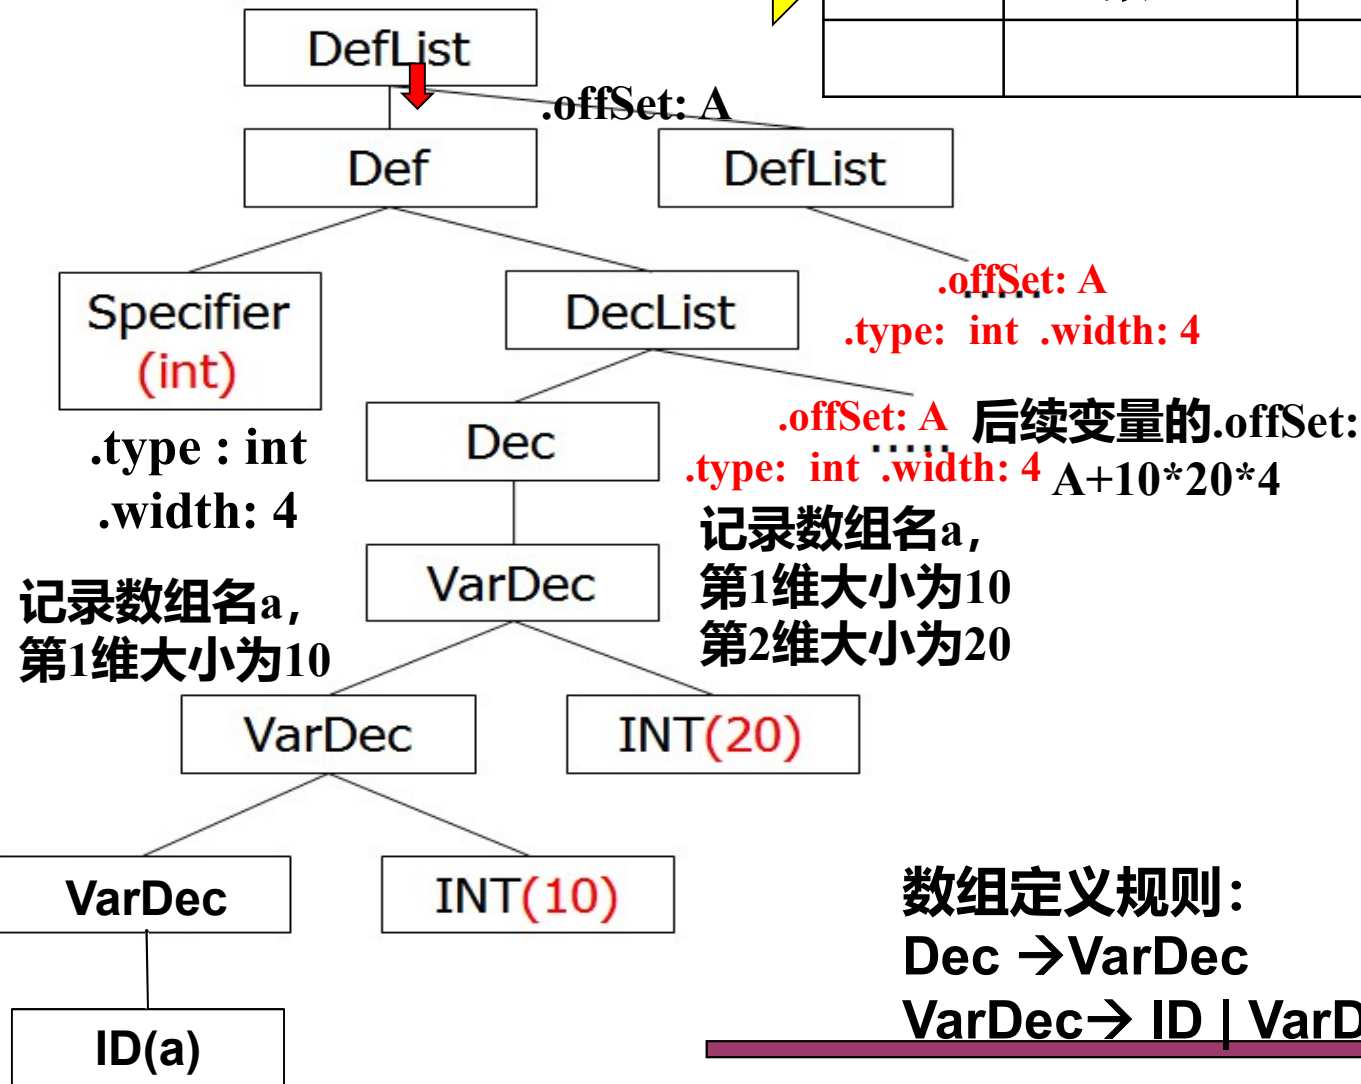 DefList
.offSet: A
Def
DefList
Specifier
(int)
DecList
.offSet: A
.....
.type: int .width: 4
.type : int
.width: 4
Dec
.offSet: A
.....
.type: int .width: 4
后续变量的.offSet:
A+10*20*4
记录数组名a,
第1维大小为10
第2维大小为20
VarDec
记录数组名a,
第1维大小为10
VarDec
INT(20)
VarDec
INT(10)
ID(a)
数组定义规则：
Dec →VarDec
VarDec→ ID | VarD